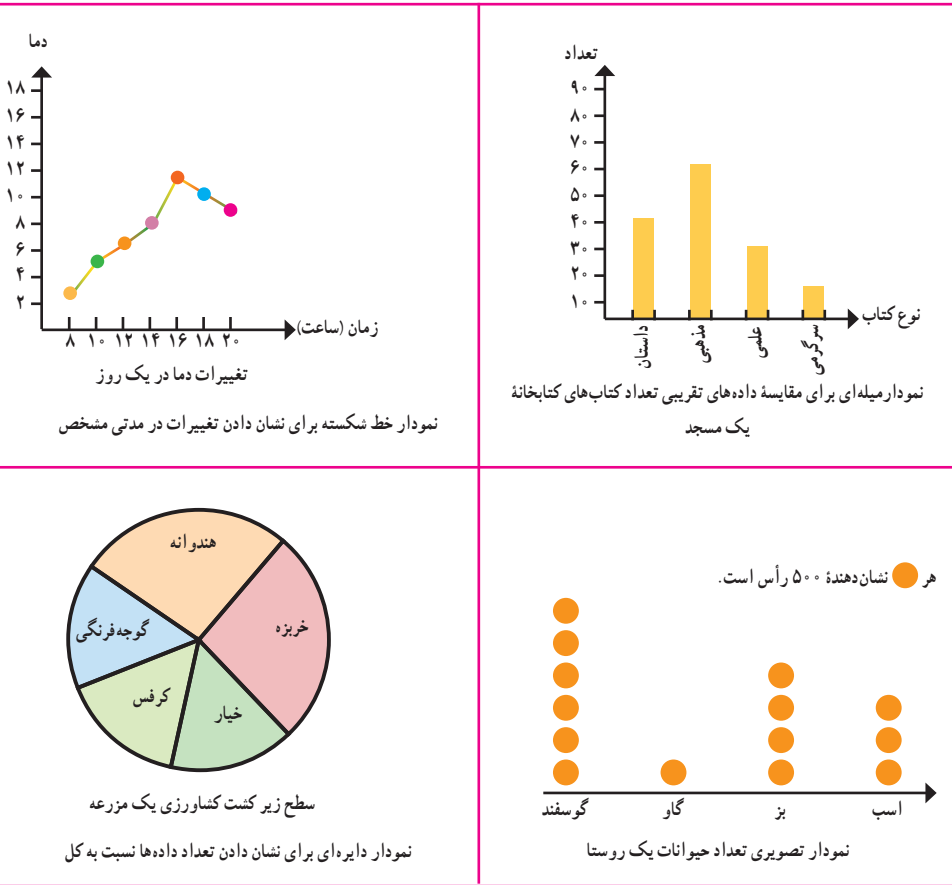 تعداد
۹۰
۸۰
۷۰
۶۰
۵۰
۴۰
۳۰
۲۰
۱۰
داستان
مذهبی
علمی
سرگرمی
نوع کتاب
نمودار میله‌ای برای مقایسهٔ داده‌های تقریبی تعداد کتاب‌های کتابخانهٔ
یک مسجد
دما
۱۸
۱۶
۱۴
۱۲
۱۰
۸
۶
۴
۲
۸ ۱۰ ۱۲ ۱۴ ۱۶ ۱۸ ۲۰
زمان (ساعت)
تغییرات دما در یک روز
نمودار خط شکسته برای نشان دادن تغییرات در مدتی مشخص
هر نشان‌دهندهٔ ۵۰۰ رأس است.
اسب
بز
گاو
گوسفند
نمودار تصویری تعداد حیوانات یک روستا
هندوانه
خربزه
گوجه‌فرنگی
کرفس
خیار
سطح زیر کشت کشاورزی یک مزرعه
نمودار دایره‌ای برای نشان دادن تعداد داده‌ها نسبت به کل